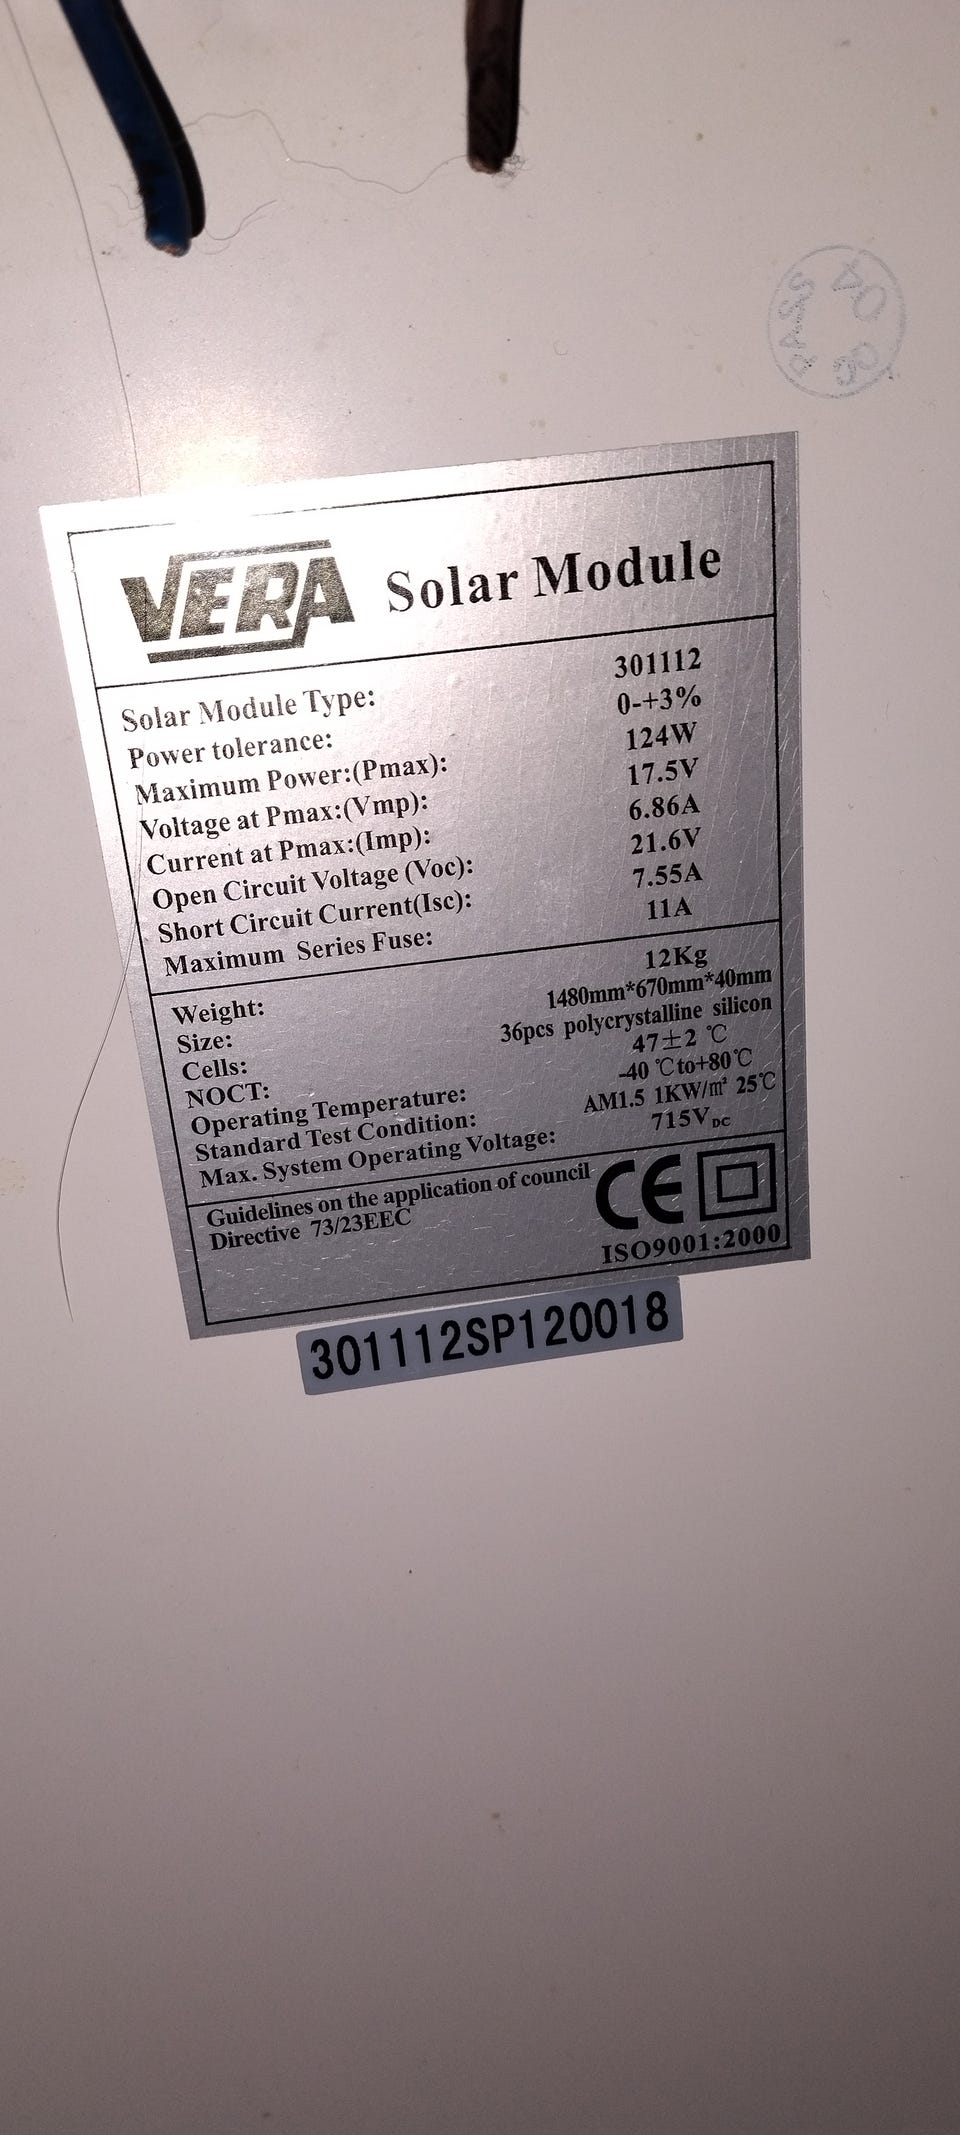 PASS 04
00
VERA Solar Module
Solar Module Type: 301112
Power tolerance: 0-+3%
Maximum Power:(Pmax): 124W
Voltage at Pmax:(Vmp): 17.5V
Current at Pmax:(Imp): 6.86A
Open Circuit Voltage (Voc): 21.6V
Short Circuit Current(Isc): 7.55A
Maximum Series Fuse: 11A
Weight: 12Kg
Size: 1480mm*670mm*40mm
Cells: 36pcs polycrystalline silicon
NOCT: 47±2 ℃
Operating Temperature: -40 ℃to+80℃
Standard Test Condition: AM1.5 1KW/m² 25℃
Max. System Operating Voltage: 715VDC
Guidelines on the application of council
Directive 73/23EEC
CE
ISO9001:2000
301112SP120018